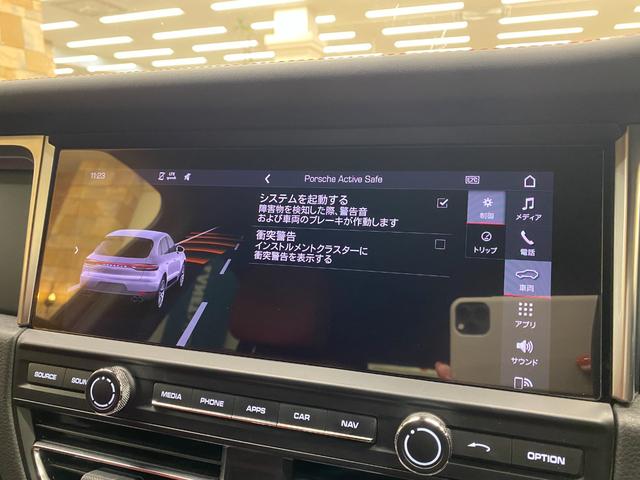 11:23
LTE
Porsche Active Safe
システムを起動する
障害物を検知した際、警告音
および車両のブレーキが作動します
衝突警告
インストルメントクラスターに
衝突警告を表示する
制御
トリップ
メディア
電話
車両
アプリ
サウンド
SOURCE
SOUN
MEDIA
PHONE
APPS
CAR
NAV
OPTION